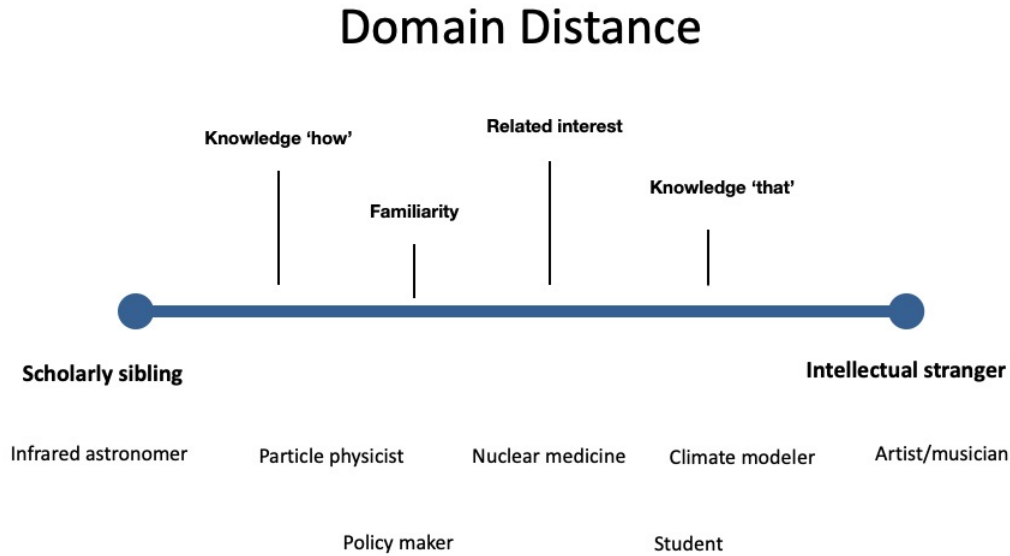 Domain Distance
Related interest
Knowledge ‘how’
Knowledge ‘that’
Familiarity
Scholarly sibling
Intellectual stranger
Infrared astronomer
Particle physicist
Nuclear medicine
Climate modeler
Artist/musician
Policy maker
Student